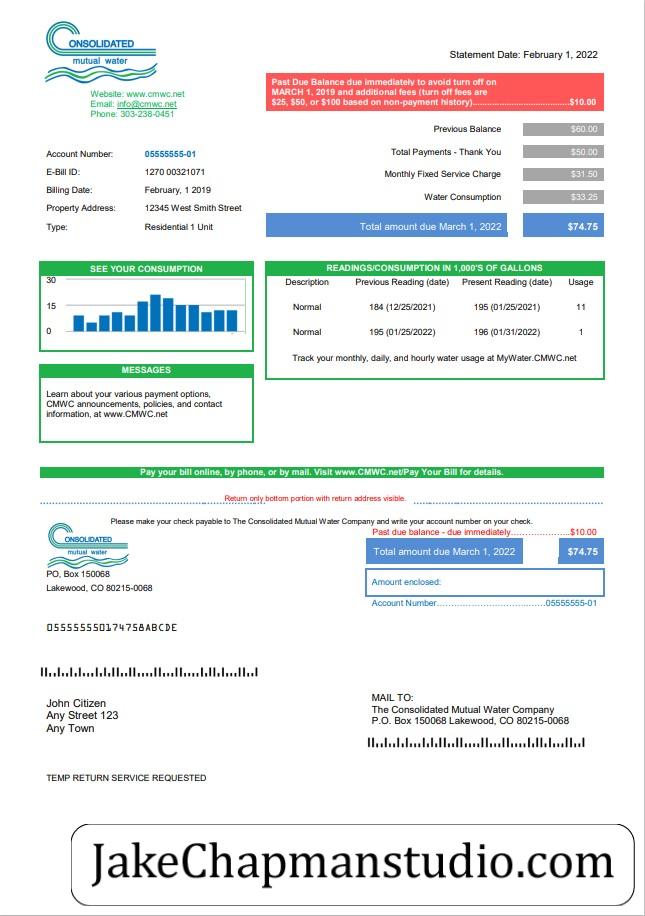 CONSOLIDATED
mutual water
Website: www.cmwc.net
Email: info@cmwc.net
Phone: 303-238-0451
Statement Date: February 1, 2022
Past Due Balance due immediately to avoid turn off on
MARCH 1, 2019 and additional fees (turn off fees are
$25, $50, or $100 based on non-payment history)......................................$10.00
Previous Balance $60.00
Total Payments - Thank You $50.00
Monthly Fixed Service Charge $31.50
Water Consumption $33.25
Total amount due March 1, 2022 $74.75
Account Number: 05555555-01
E-Bill ID: 1270 00321071
Billing Date: February, 1 2019
Property Address: 12345 West Smith Street
Type: Residential 1 Unit
SEE YOUR CONSUMPTION
30
15
0
READINGS/CONSUMPTION IN 1,000'S OF GALLONS
Description Previous Reading (date) Present Reading (date) Usage
Normal 184 (12/25/2021) 195 (01/25/2021) 11
Normal 195 (01/25/2022) 196 (01/31/2022) 1
Track your monthly, daily, and hourly water usage at MyWater.CMWC.net
MESSAGES
Learn about your various payment options,
CMWC announcements, policies, and contact
information, at www.CMWC.net
Pay your bill online, by phone, or by mail. Visit www.CMWC.net/Pay Your Bill for details.
Return only bottom portion with return address visible.
Please make your check payable to The Consolidated Mutual Water Company and write your account number on your check.
CONSOLIDATED
mutual water
PO, Box 150068
Lakewood, CO 80215-0068
Past due balance - due immediately......................$10.00
Total amount due March 1, 2022 $74.75
Amount enclosed:
Account Number........................................05555555-01
055555550174758ABCDE
John Citizen
Any Street 123
Any Town
MAIL TO:
The Consolidated Mutual Water Company
P.O. Box 150068 Lakewood, CO 80215-0068
TEMP RETURN SERVICE REQUESTED
JakeChapmanstudio.com